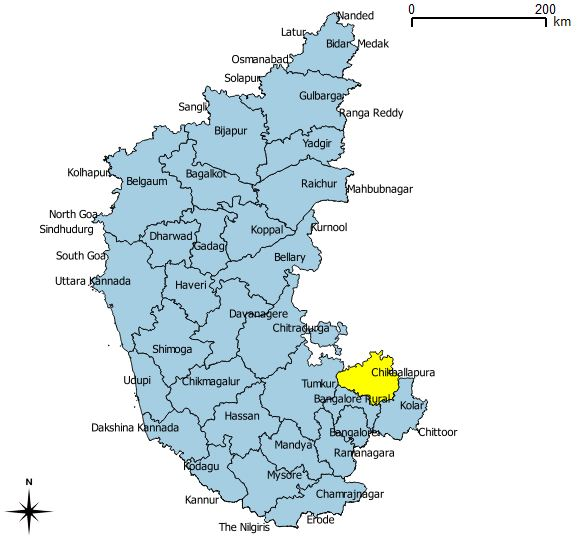 0 200
km
Nanded
Latur
Bidar
Medak
Osmanabad
Solapur
Gulbarga
Sangli
Ranga Reddy
Bijapur
Yadgir
Kolhapur
Bagalkot
Belgaum
Raichur
Mahbubnagar
North Goa
Sindhudurg
Kurnool
Koppal
Dharwad
Gadag
South Goa
Bellary
Uttara Kannada
Haveri
Davanagere
Chitradurga
Shimoga
Chikballapura
Udupi
Chikmagalur
Tumkur
Bangalore Rural
Kolar
Hassan
Dakshina Kannada
Bangalore
Chittoor
Mandya
Ramanagara
Kodagu
Mysore
Chamrajnagar
Kannur
Erode
The Nilgiris
N